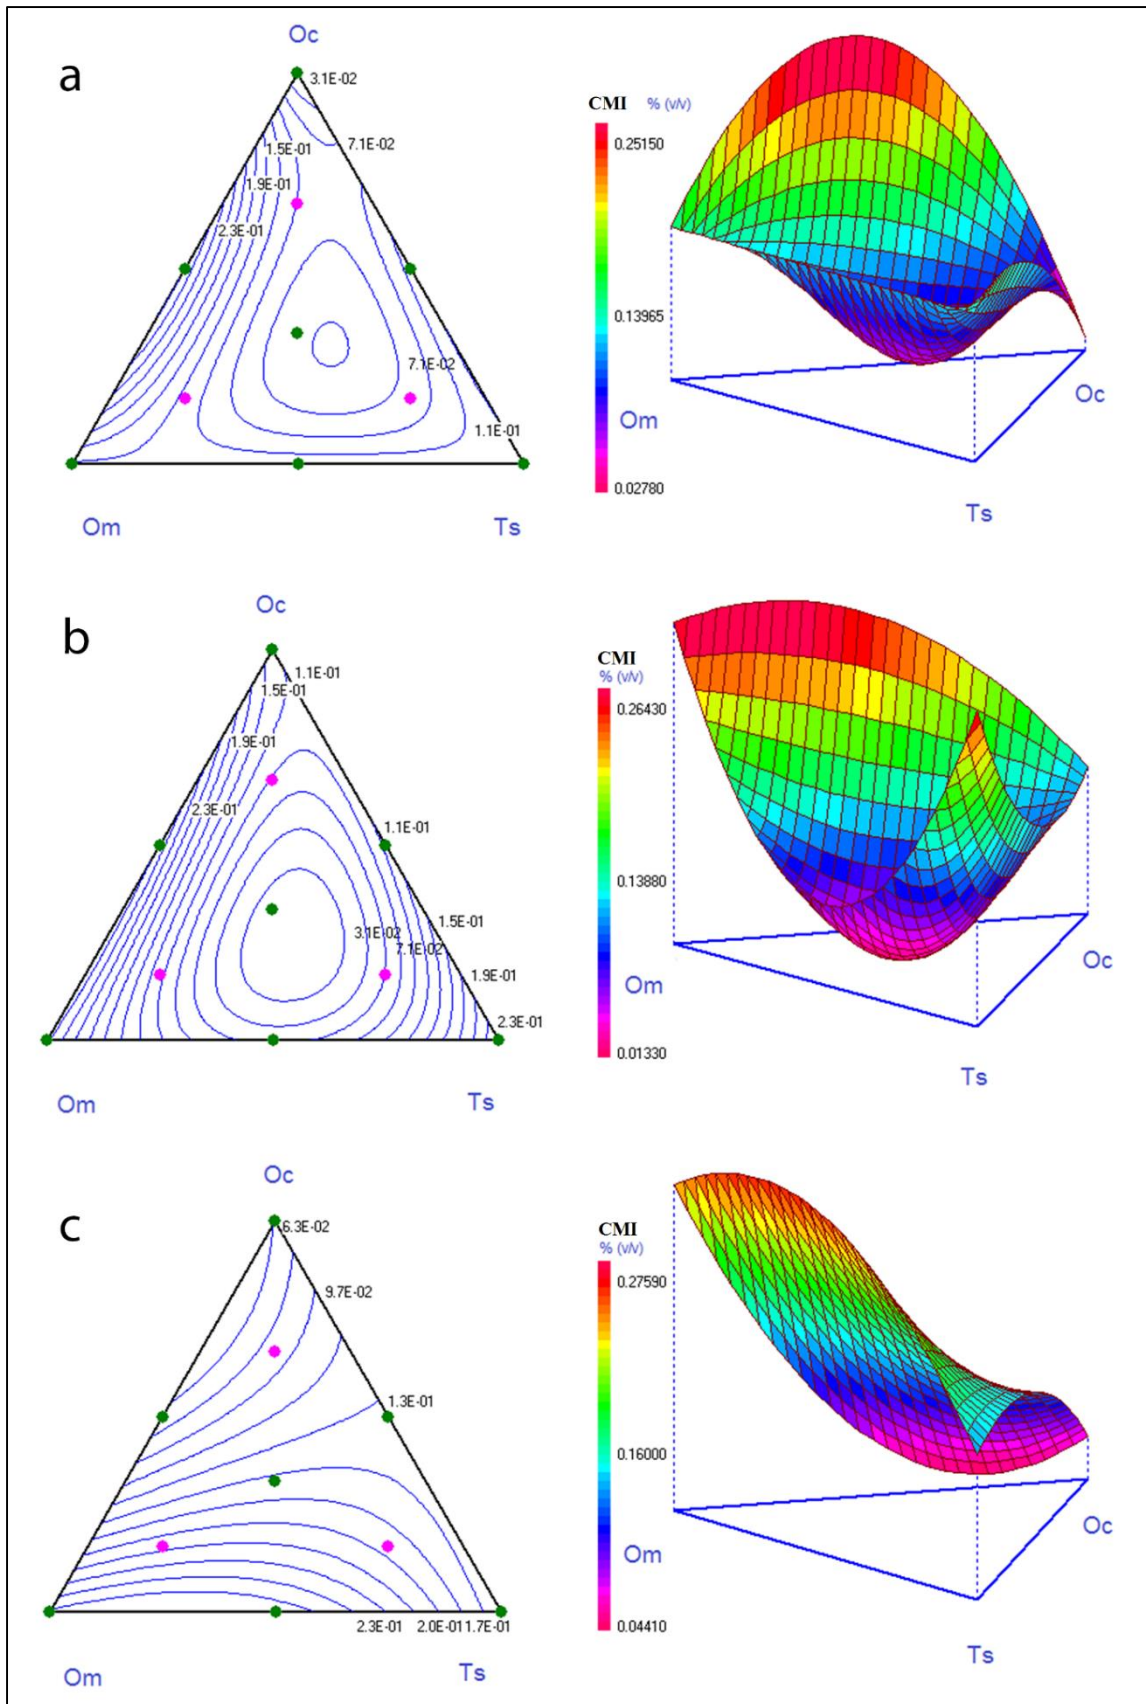 a
Oc
3.1E-02
7.1E-02
1.5E-01
1.9E-01
2.3E-01
7.1E-02
1.1E-01
Om
Ts
CMI % (v/v)
0.25150
0.13965
0.02780
Om
Oc
Ts
b
Oc
1.1E-01
1.5E-01
1.9E-01
2.3E-01
1.1E-01
1.5E-01
3.1E-02
7.1E-02
1.9E-01
2.3E-01
Om
Ts
CMI
% (v/v)
0.26430
0.13880
0.01330
Om
Oc
Ts
c
Oc
6.3E-02
9.7E-02
1.3E-01
2.3E-01 2.0E-01 1.7E-01
Om
Ts
CMI
% (v/v)
0.27590
0.16000
0.04410
Om
Oc
Ts